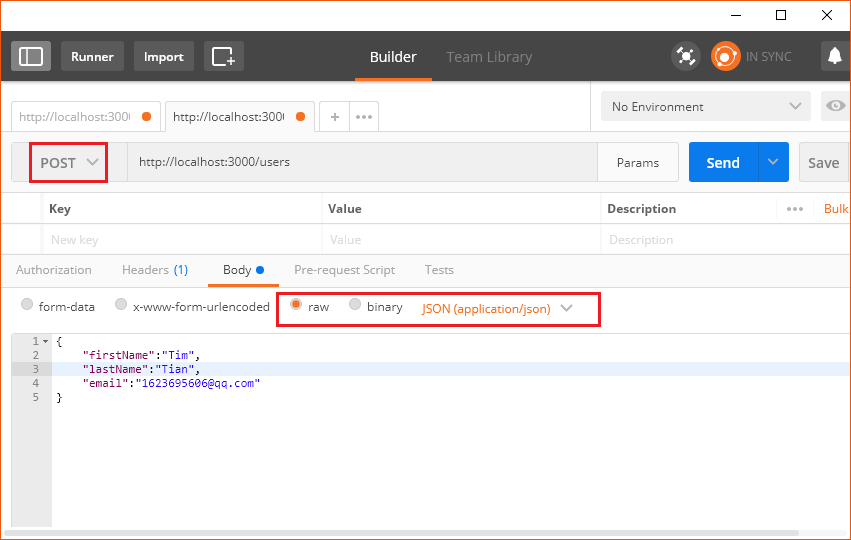 Runner Import Builder Team Library IN SYNC
http://localhost:300 http://localhost:300 + ••• No Environment
POST http://localhost:3000/users Params Send Save
Key Value Description ••• Bulk
New key Value Description
Authorization Headers (1) Body Pre-request Script Tests
form-data x-www-form-urlencoded raw binary JSON (application/json)
1 {
2 "firstName":"Tim",
3 "lastName":"Tian",
4 "email":"1623695606@qq.com"
5 }